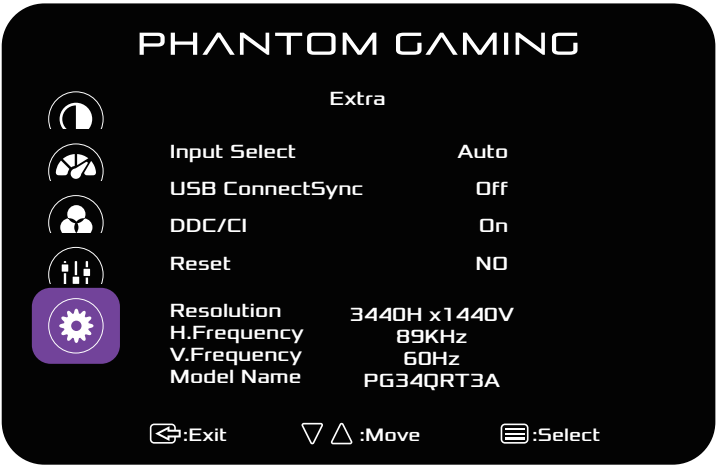 PHANTOM GAMING
Extra
Input Select Auto
USB ConnectSync Off
DDC/CI On
Reset NO
Resolution 3440H x1440V
H.Frequency 89KHz
V.Frequency 60Hz
Model Name PG34QRT3A
:Exit :Move :Select